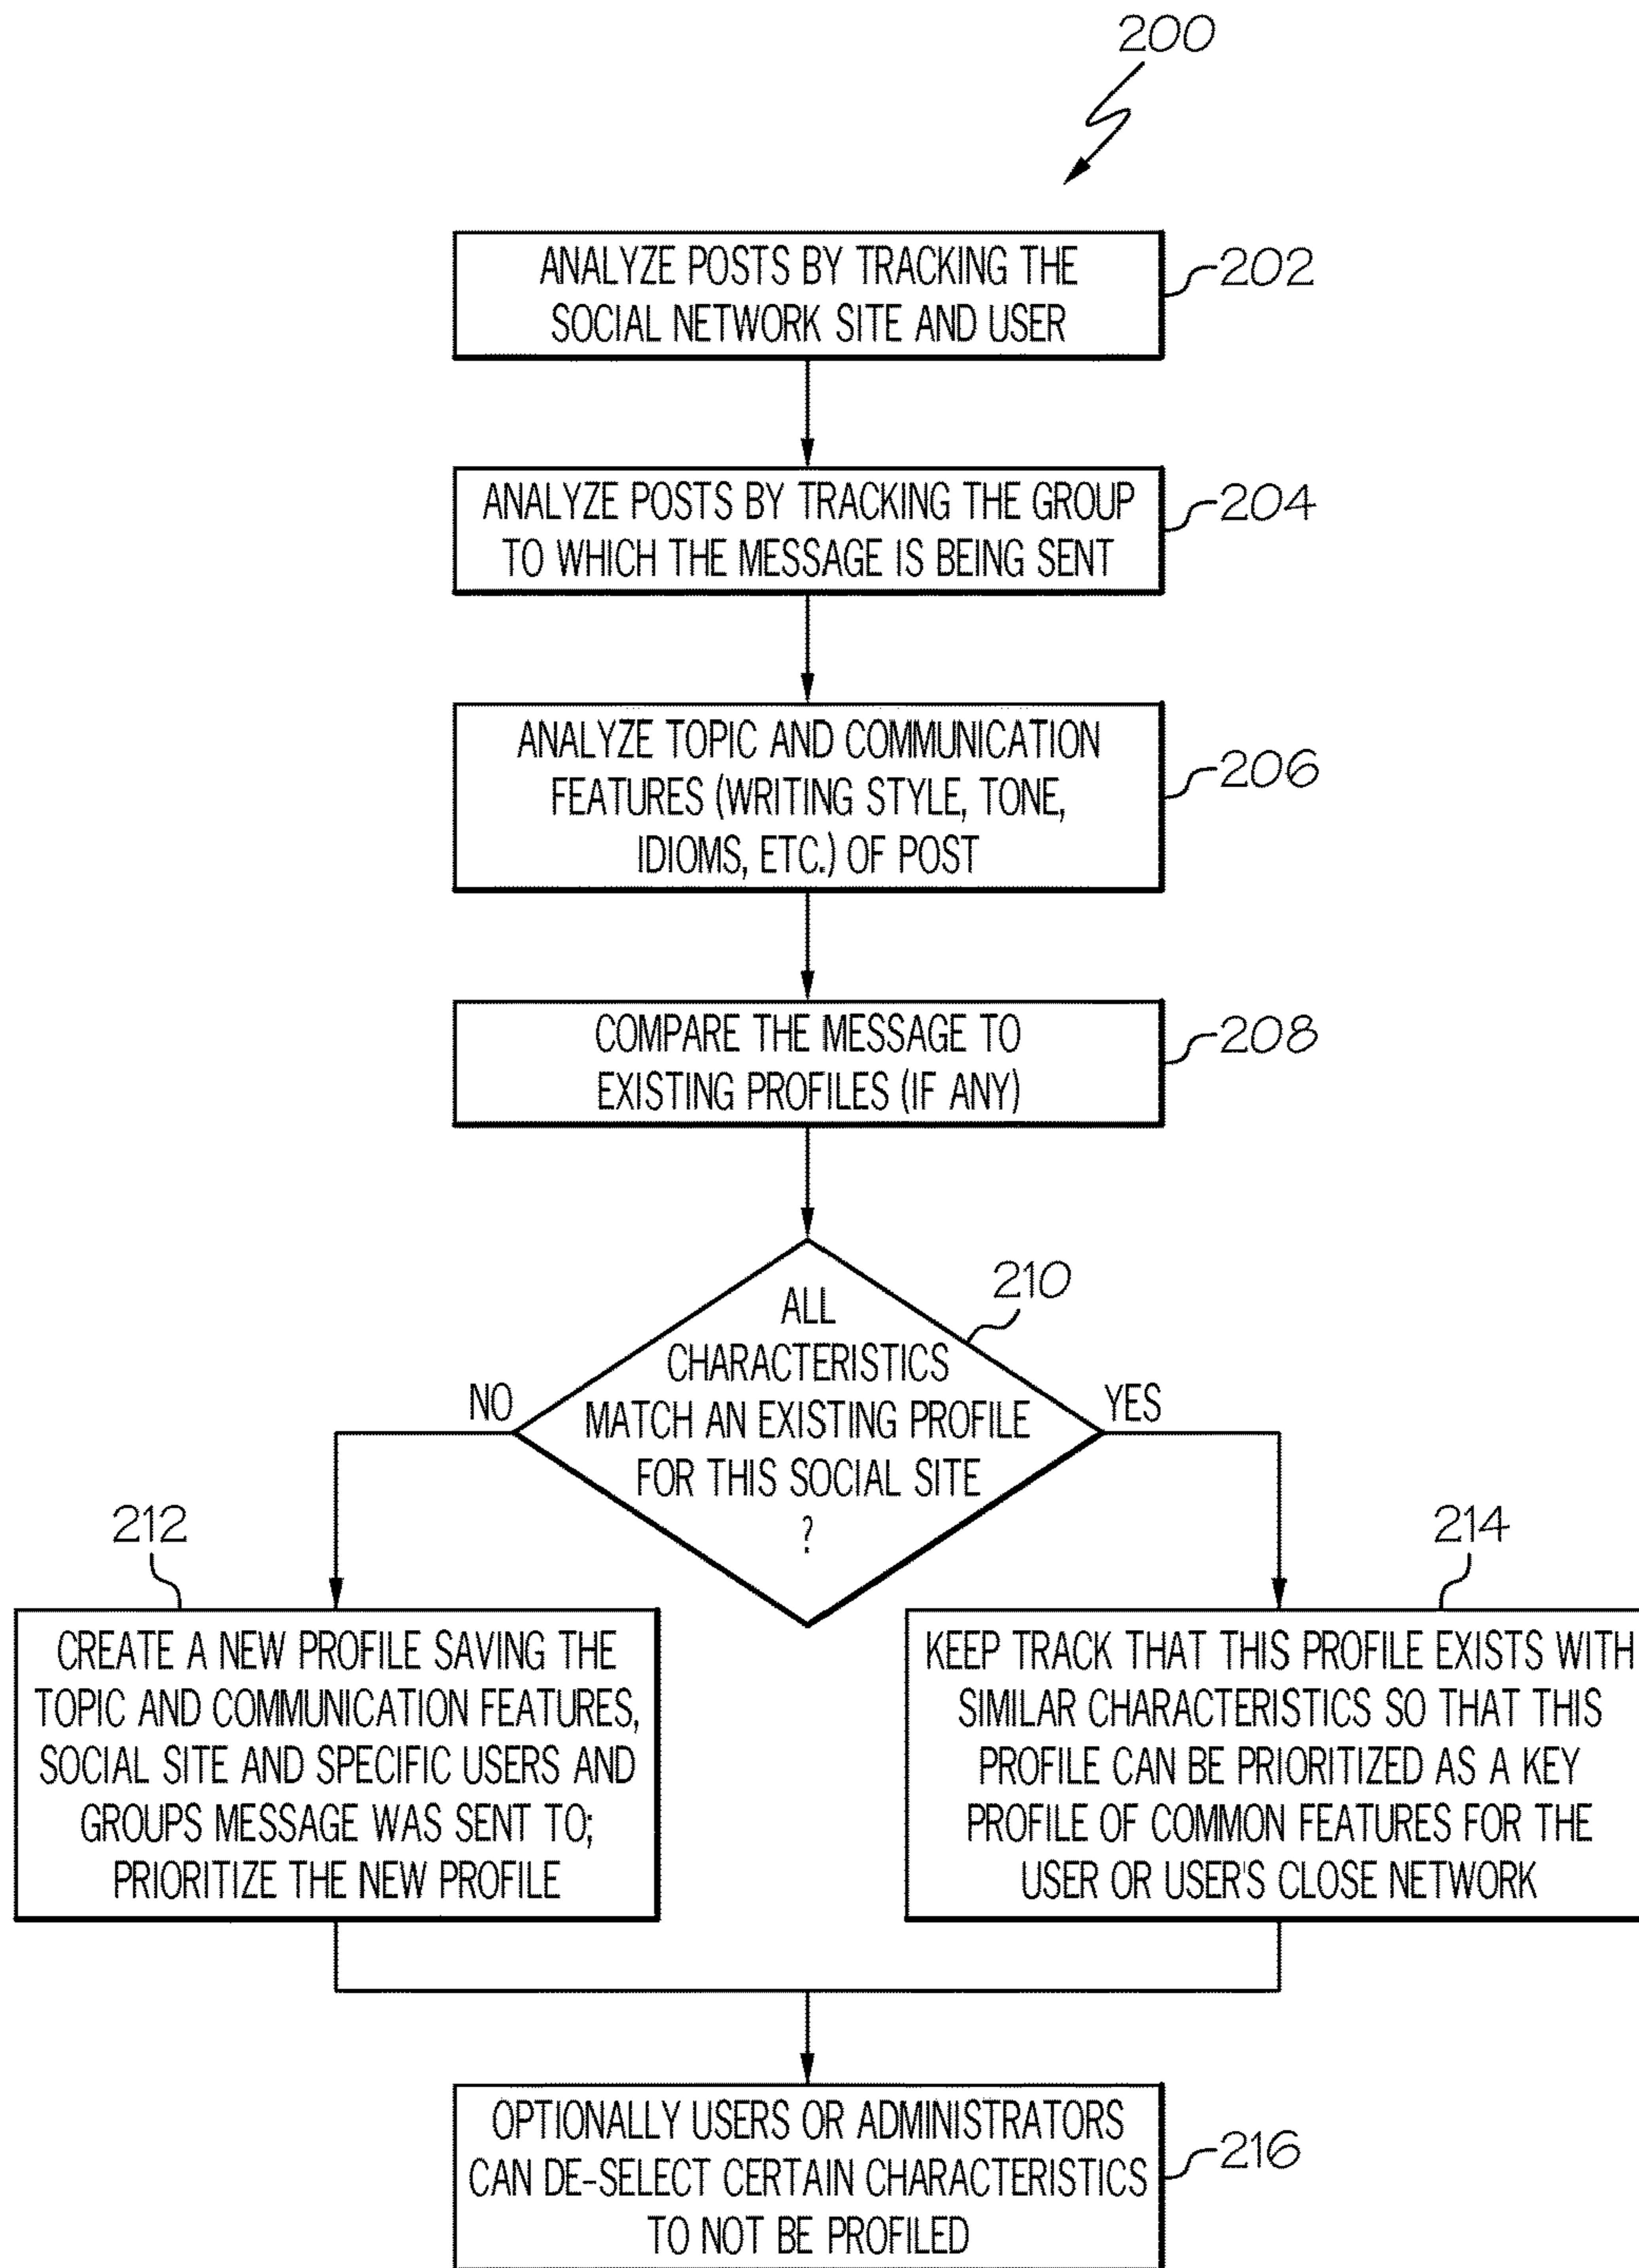 200
ANALYZE POSTS BY TRACKING THE
SOCIAL NETWORK SITE AND USER
202
ANALYZE POSTS BY TRACKING THE GROUP
TO WHICH THE MESSAGE IS BEING SENT
204
ANALYZE TOPIC AND COMMUNICATION
FEATURES (WRITING STYLE, TONE,
IDIOMS, ETC.) OF POST
206
COMPARE THE MESSAGE TO
EXISTING PROFILES (IF ANY)
208
210
ALL
CHARACTERISTICS
MATCH AN EXISTING PROFILE
FOR THIS SOCIAL SITE
?
NO
YES
212
CREATE A NEW PROFILE SAVING THE
TOPIC AND COMMUNICATION FEATURES,
SOCIAL SITE AND SPECIFIC USERS AND
GROUPS MESSAGE WAS SENT TO;
PRIORITIZE THE NEW PROFILE
214
KEEP TRACK THAT THIS PROFILE EXISTS WITH
SIMILAR CHARACTERISTICS SO THAT THIS
PROFILE CAN BE PRIORITIZED AS A KEY
PROFILE OF COMMON FEATURES FOR THE
USER OR USER'S CLOSE NETWORK
OPTIONALLY USERS OR ADMINISTRATORS
CAN DE-SELECT CERTAIN CHARACTERISTICS
TO NOT BE PROFILED
216